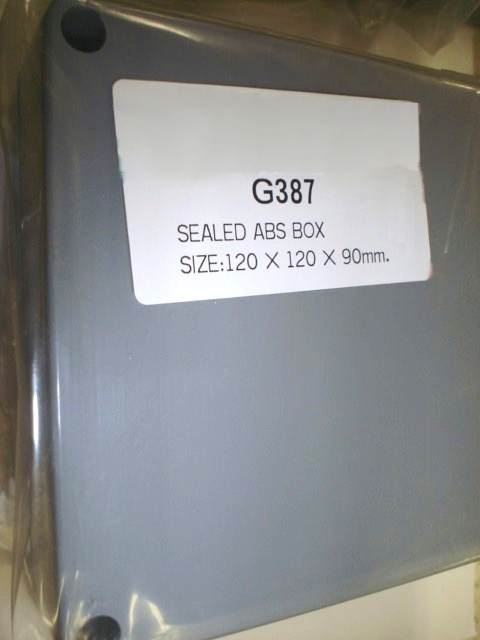 G387
SEALED ABS BOX
SIZE:120 X 120 X 90mm.